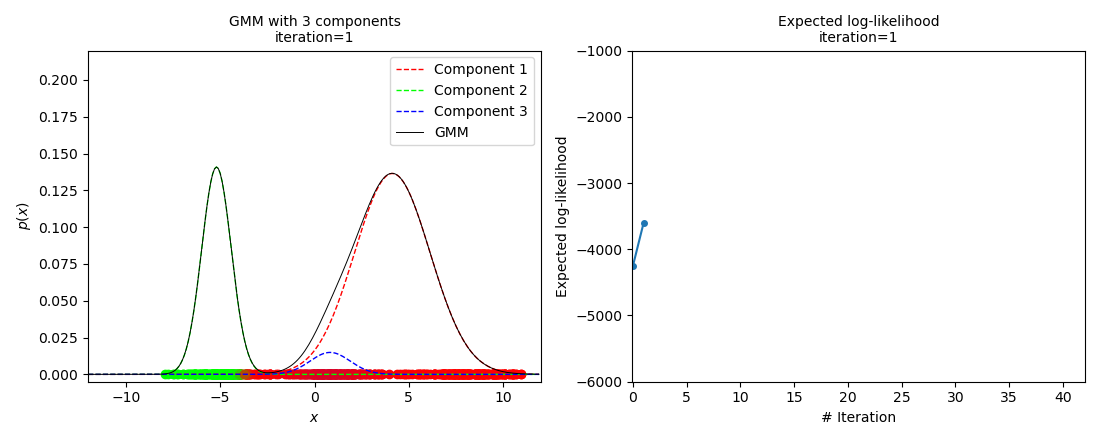 GMM with 3 components
iteration=1
0.200
0.175
0.150
0.125
0.100
0.075
0.050
0.025
0.000
p(x)
−10
−5
0
5
10
x
Component 1
Component 2
Component 3
GMM
Expected log-likelihood
iteration=1
−1000
−2000
−3000
−4000
−5000
−6000
Expected log-likelihood
0
5
10
15
20
25
30
35
40
# Iteration